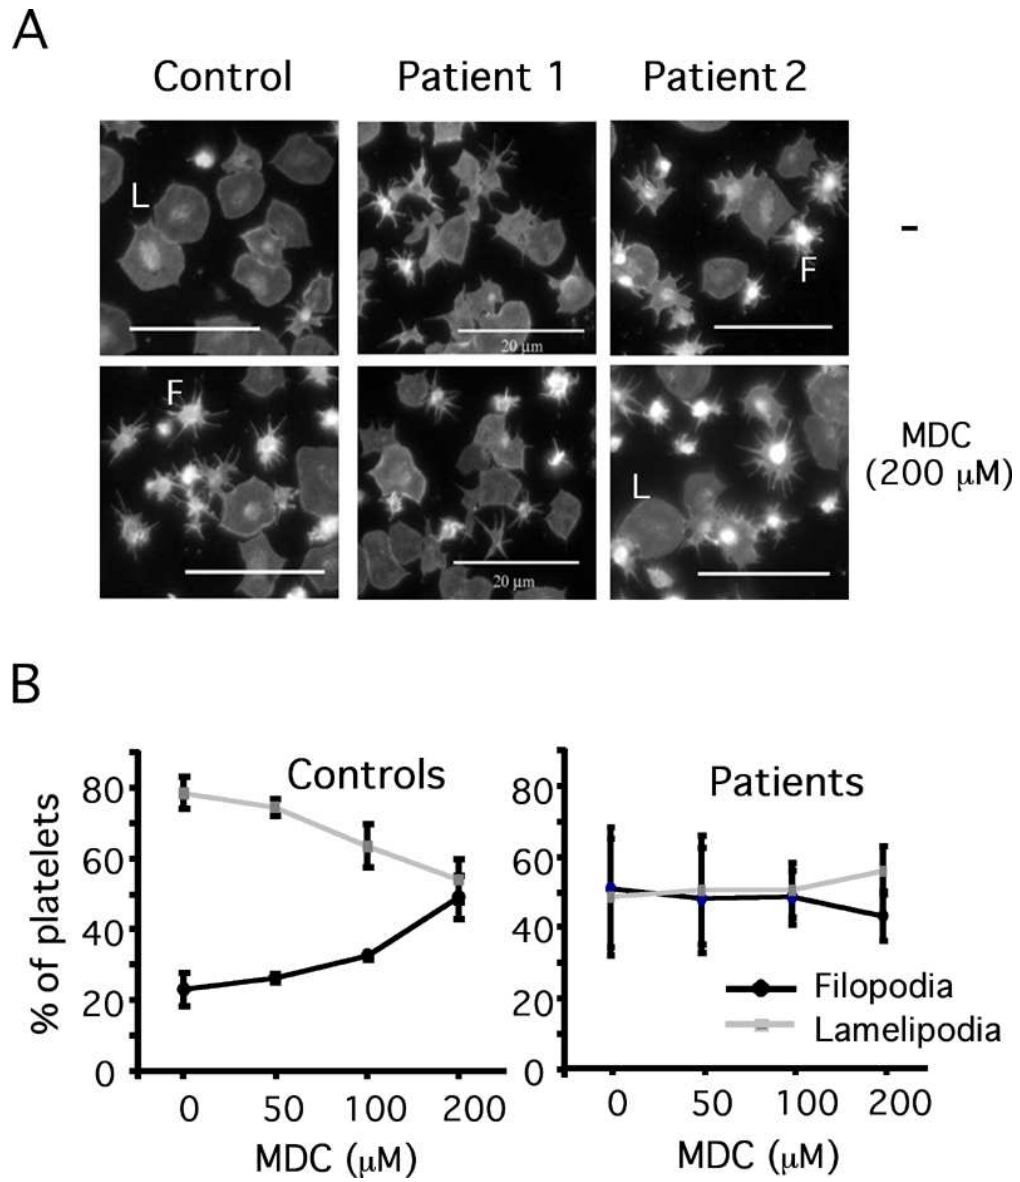 A
Control Patient 1 Patient 2
L
F
-
20 µm
F
L
MDC
(200 µM)
20 µm
B
Controls
Patients
% of platelets
80
60
40
20
0
0 50 100 200
MDC (µM)
80
60
40
20
0
Filopodia
Lamelipodia
0 50 100 200
MDC (µM)